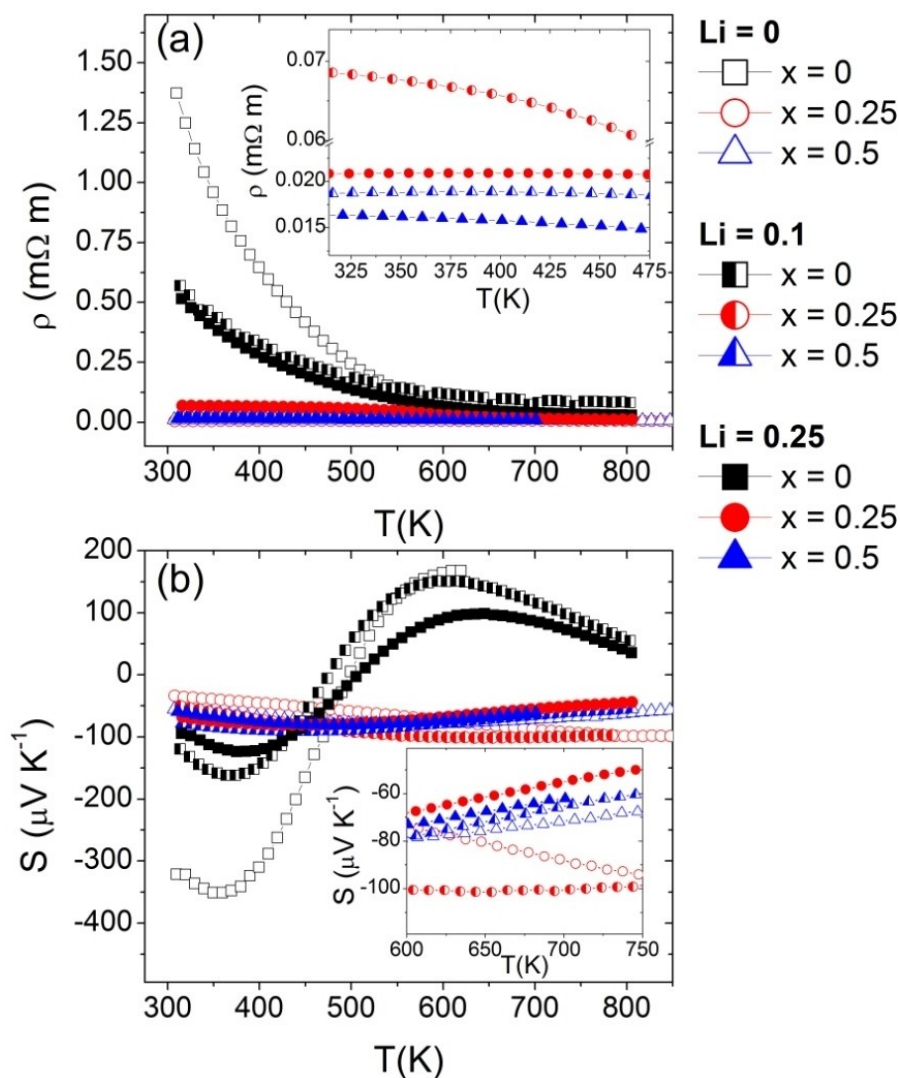 (a)
ρ (mΩ m)
1.50
1.25
1.00
0.75
0.50
0.25
0.00
300 400 500 600 700 800
T(K)
ρ (mΩ m)
0.07
0.06
0.020
0.015
325 350 375 400 425 450 475
T(K)
Li = 0
x = 0
x = 0.25
x = 0.5
Li = 0.1
x = 0
x = 0.25
x = 0.5
Li = 0.25
x = 0
x = 0.25
x = 0.5
(b)
S (μV K⁻¹)
200
100
0
-100
-200
-300
-400
300 400 500 600 700 800
T(K)
S (μV K⁻¹)
-60
-80
-100
600 650 700 750
T(K)